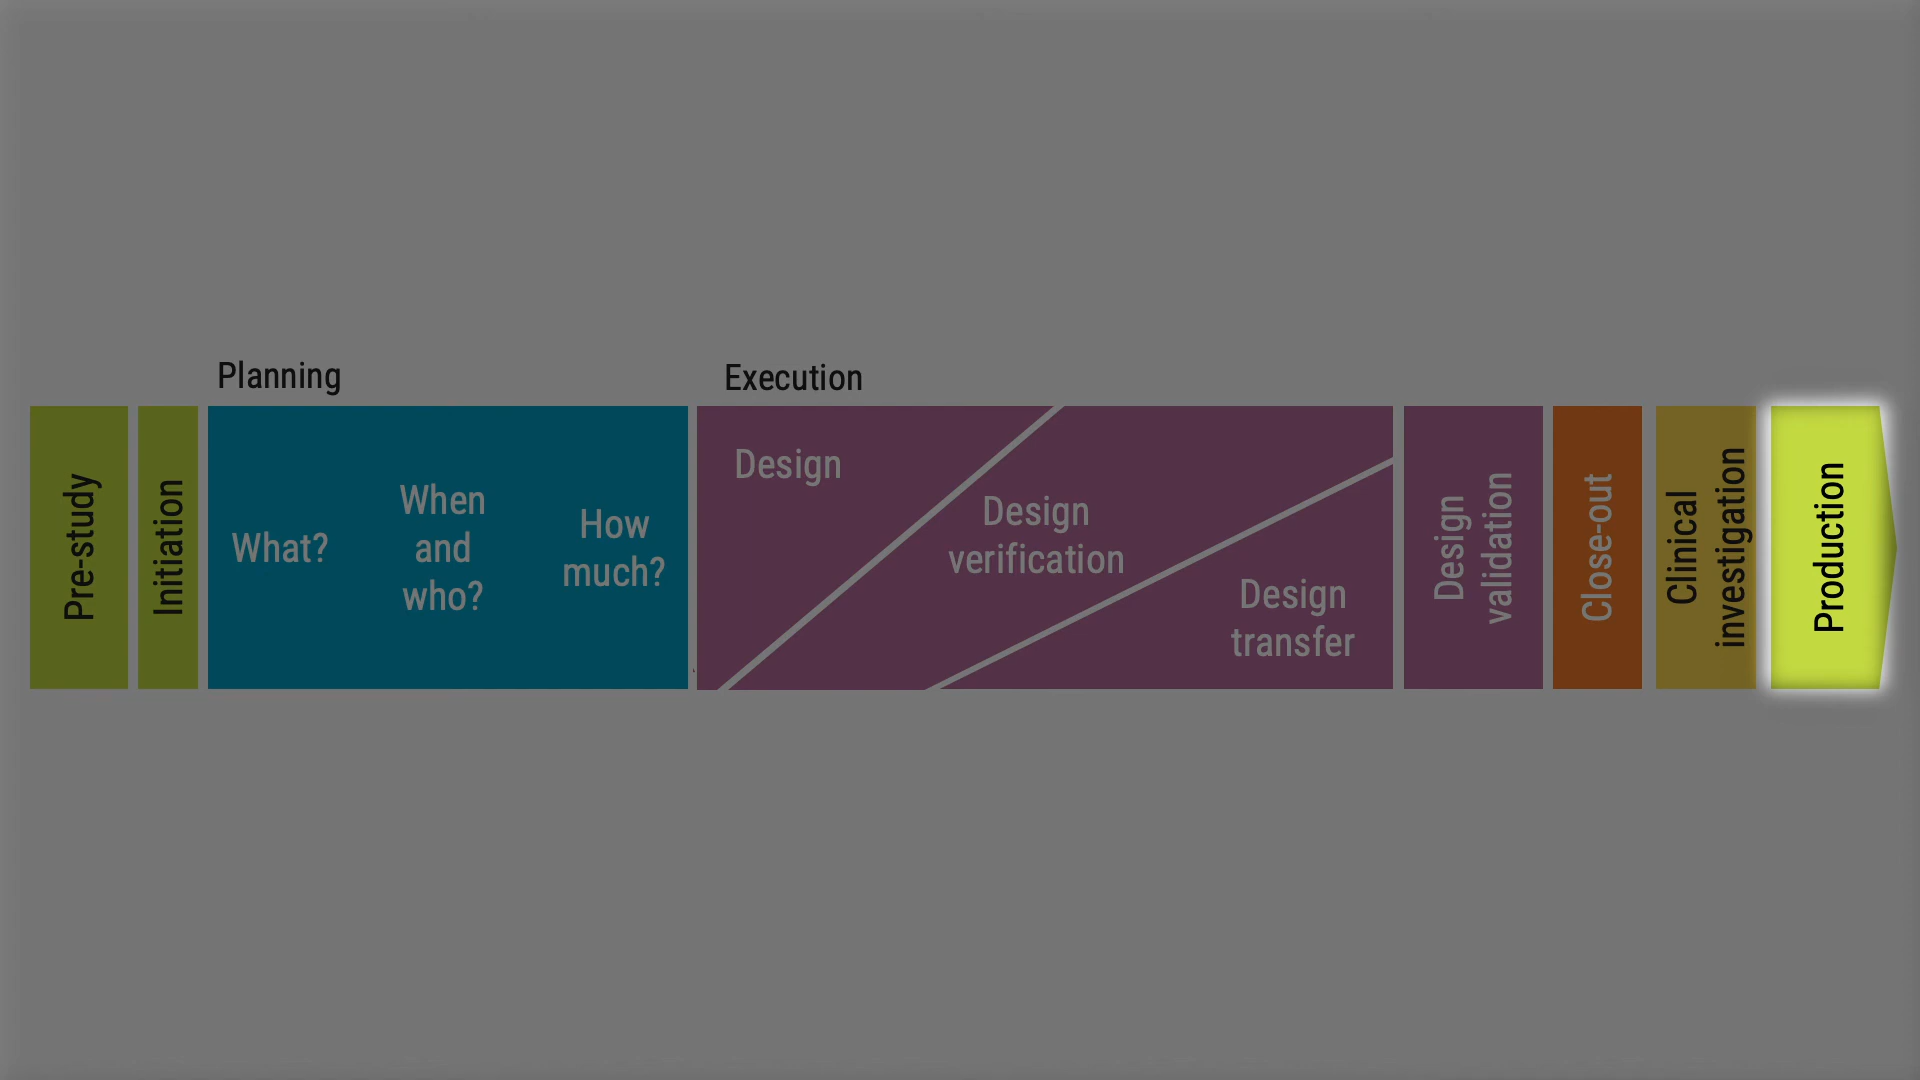 Planning
Execution
Pre-study
Initiation
What?
When
and
who?
How
much?
Design
Design
verification
Design
transfer
Design
validation
Close-out
Clinical
investigation
Production